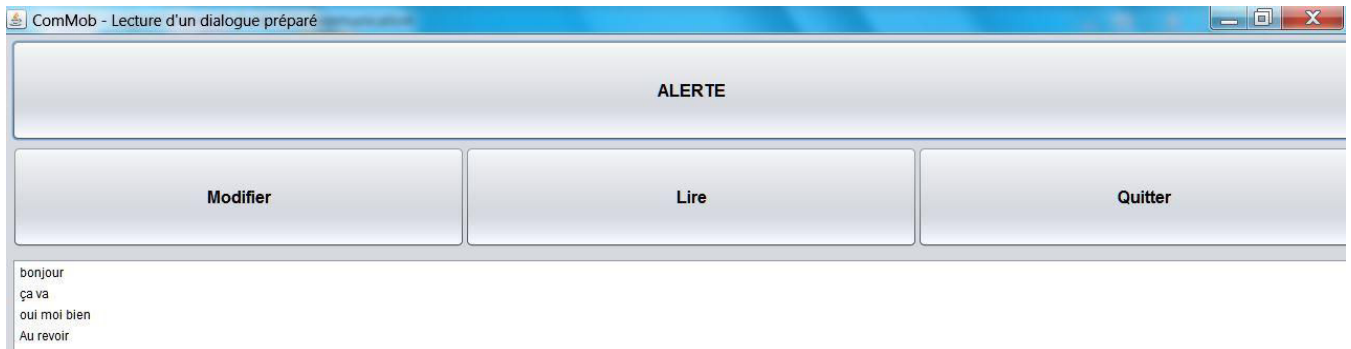 ComMob - Lecture d'un dialogue préparé
ALERTE
Modifier Lire Quitter
bonjour
ça va
oui moi bien
Au revoir